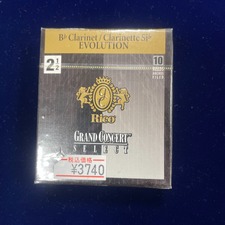 B♭ Clarinet / Clarinette Si♭
EVOLUTION
2½
10
Rico
GRAND CONCERT
SELECT
税込価格
¥3740